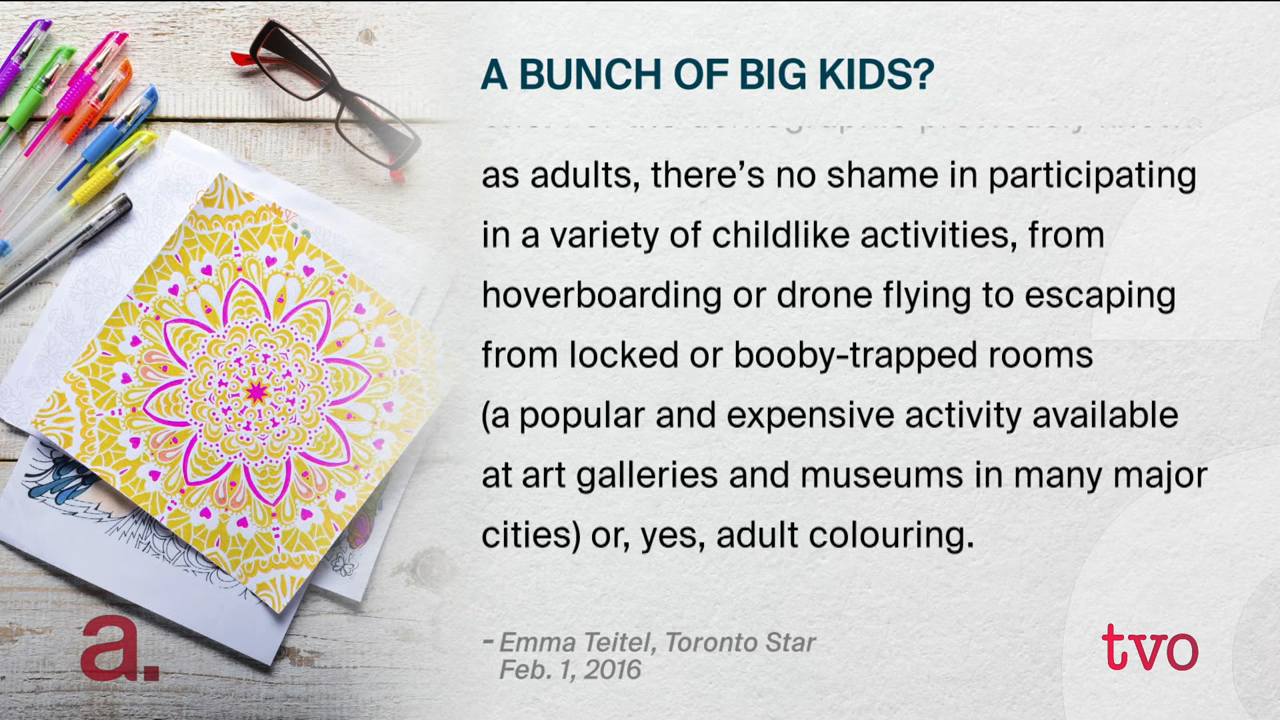 A BUNCH OF BIG KIDS?
as adults, there's no shame in participating
in a variety of childlike activities, from
hoverboarding or drone flying to escaping
from locked or booby-trapped rooms
(a popular and expensive activity available
at art galleries and museums in many major
cities) or, yes, adult colouring.
– Emma Teitel, Toronto Star
Feb. 1, 2016
a.
tvo